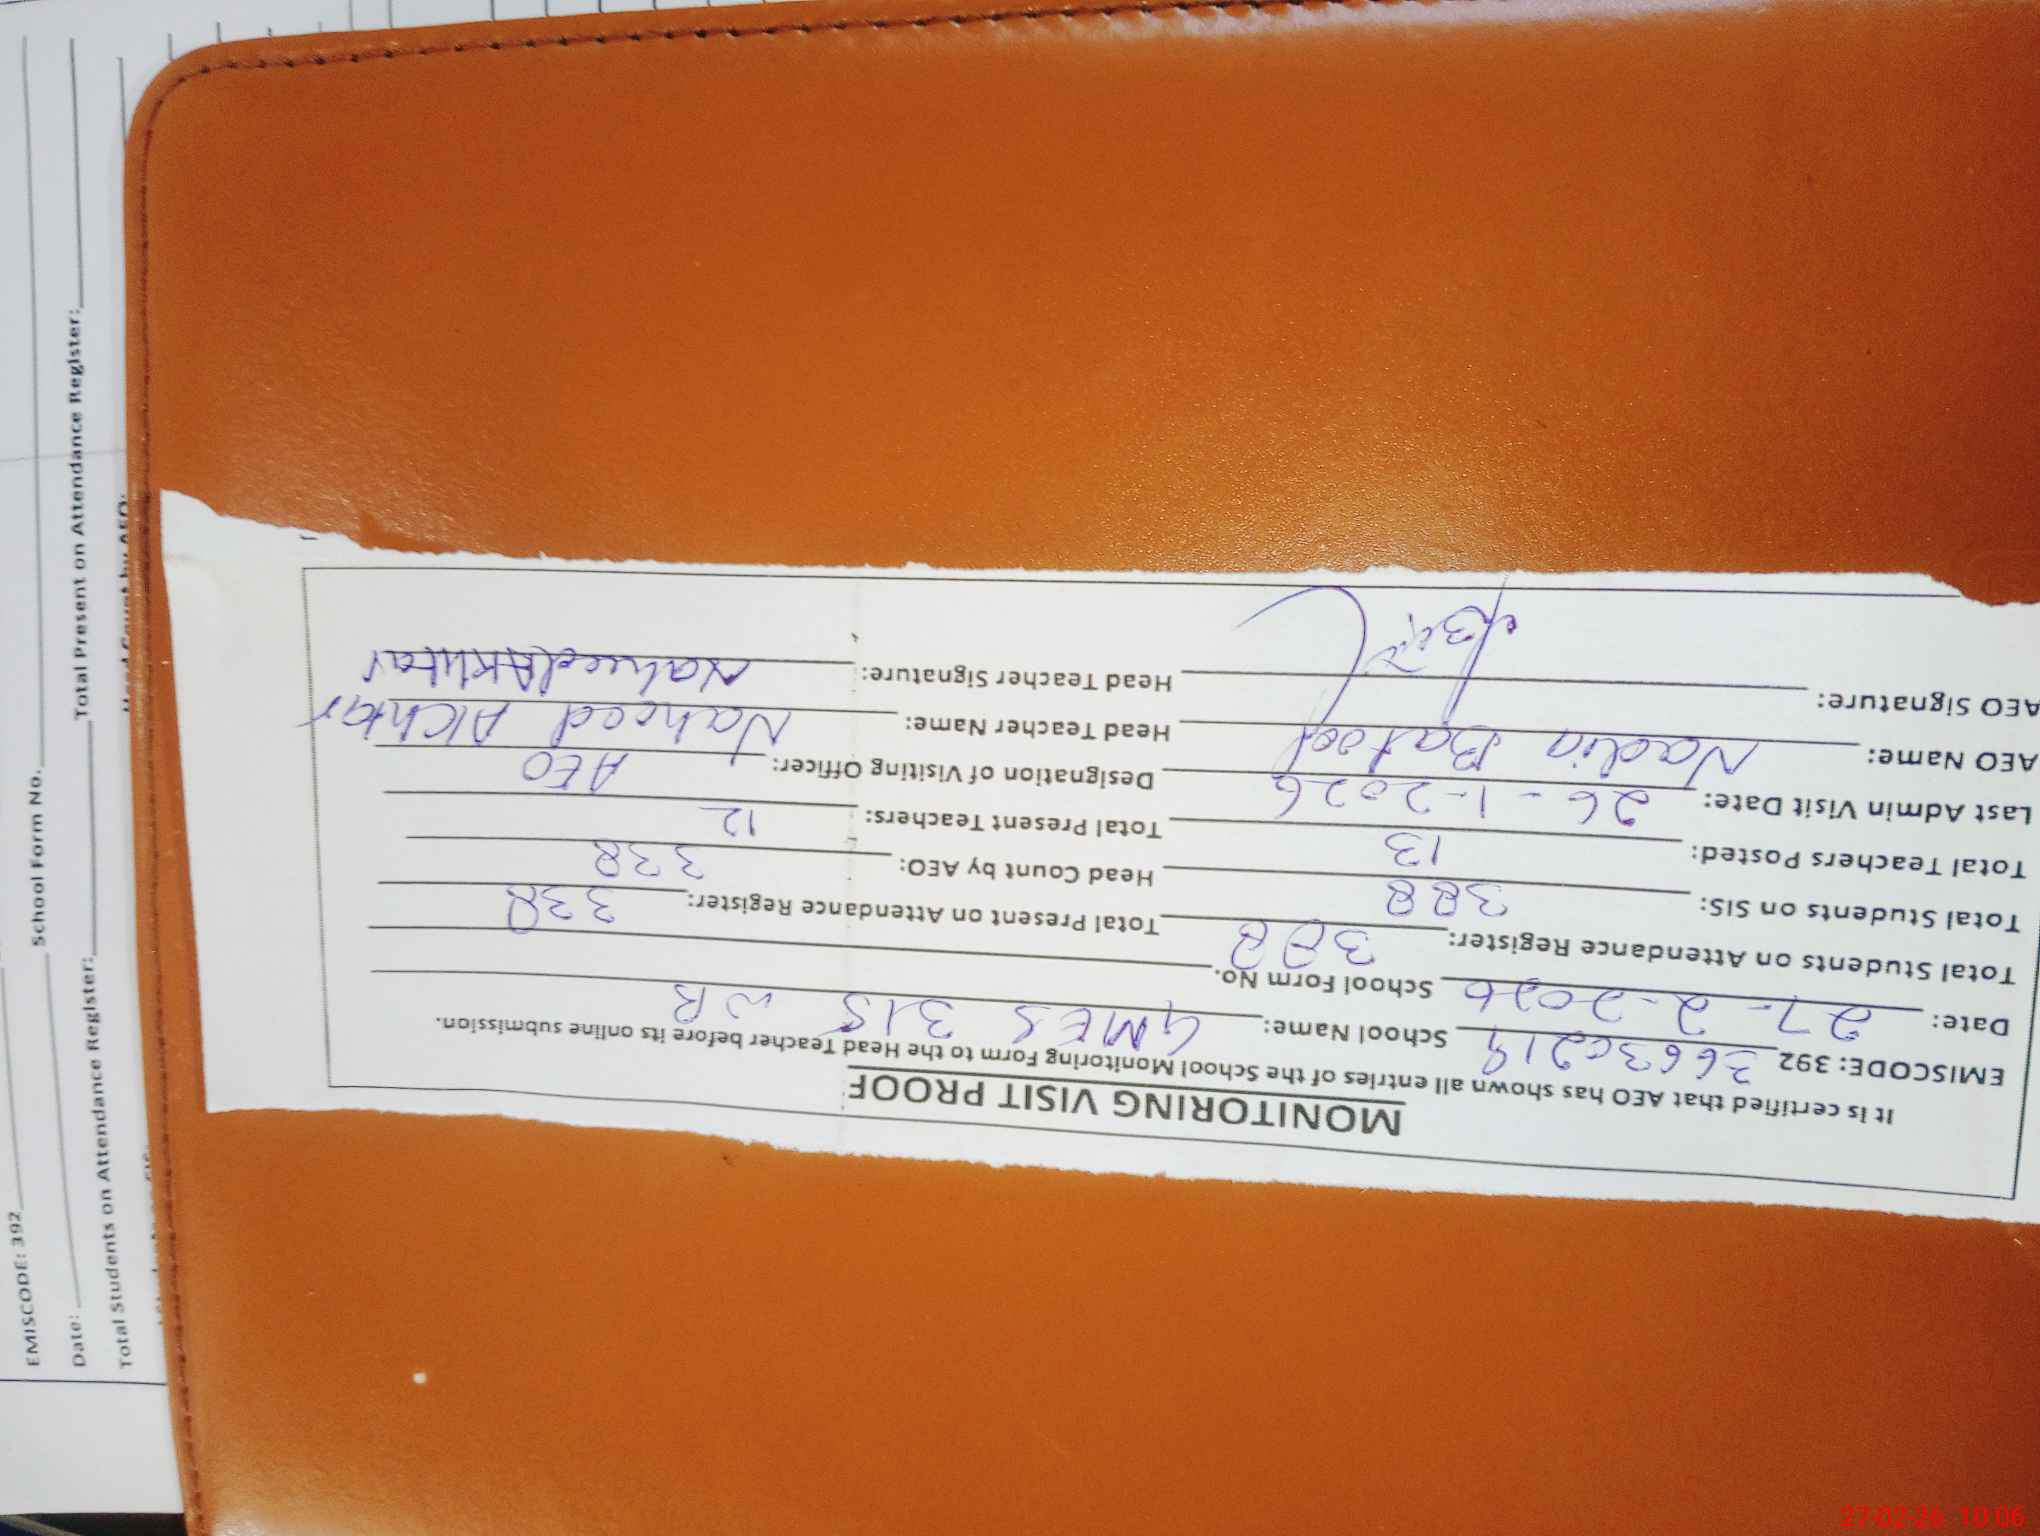 MONITORING VISIT PROOF
It is certified that AEO has shown all entries of the School Monitoring Form to the Head Teacher before its online submission.
EMISCODE: 392 36630219 School Name: GMES 315 WB
Date: 27-2-2026 School Form No.
Total Students on Attendance Register: 388 Total Present on Attendance Register: 338
Total Students on SIS: 388 Head Count by AEO: 338
Total Teachers Posted: 13 Total Present Teachers: 12
Last Admin Visit Date: 26-1-2026 Designation of Visiting Officer: AEO
AEO Name: Nadia Batool Head Teacher Name: Naheed Akhtar
AEO Signature: Head Teacher Signature: Naheed Akhtar
EMISCODE: 392 School Form No.
Date: Total Present on Attendance Register:
Total Students on Attendance Register: Head Count by AEO:
27-02-26 10:06